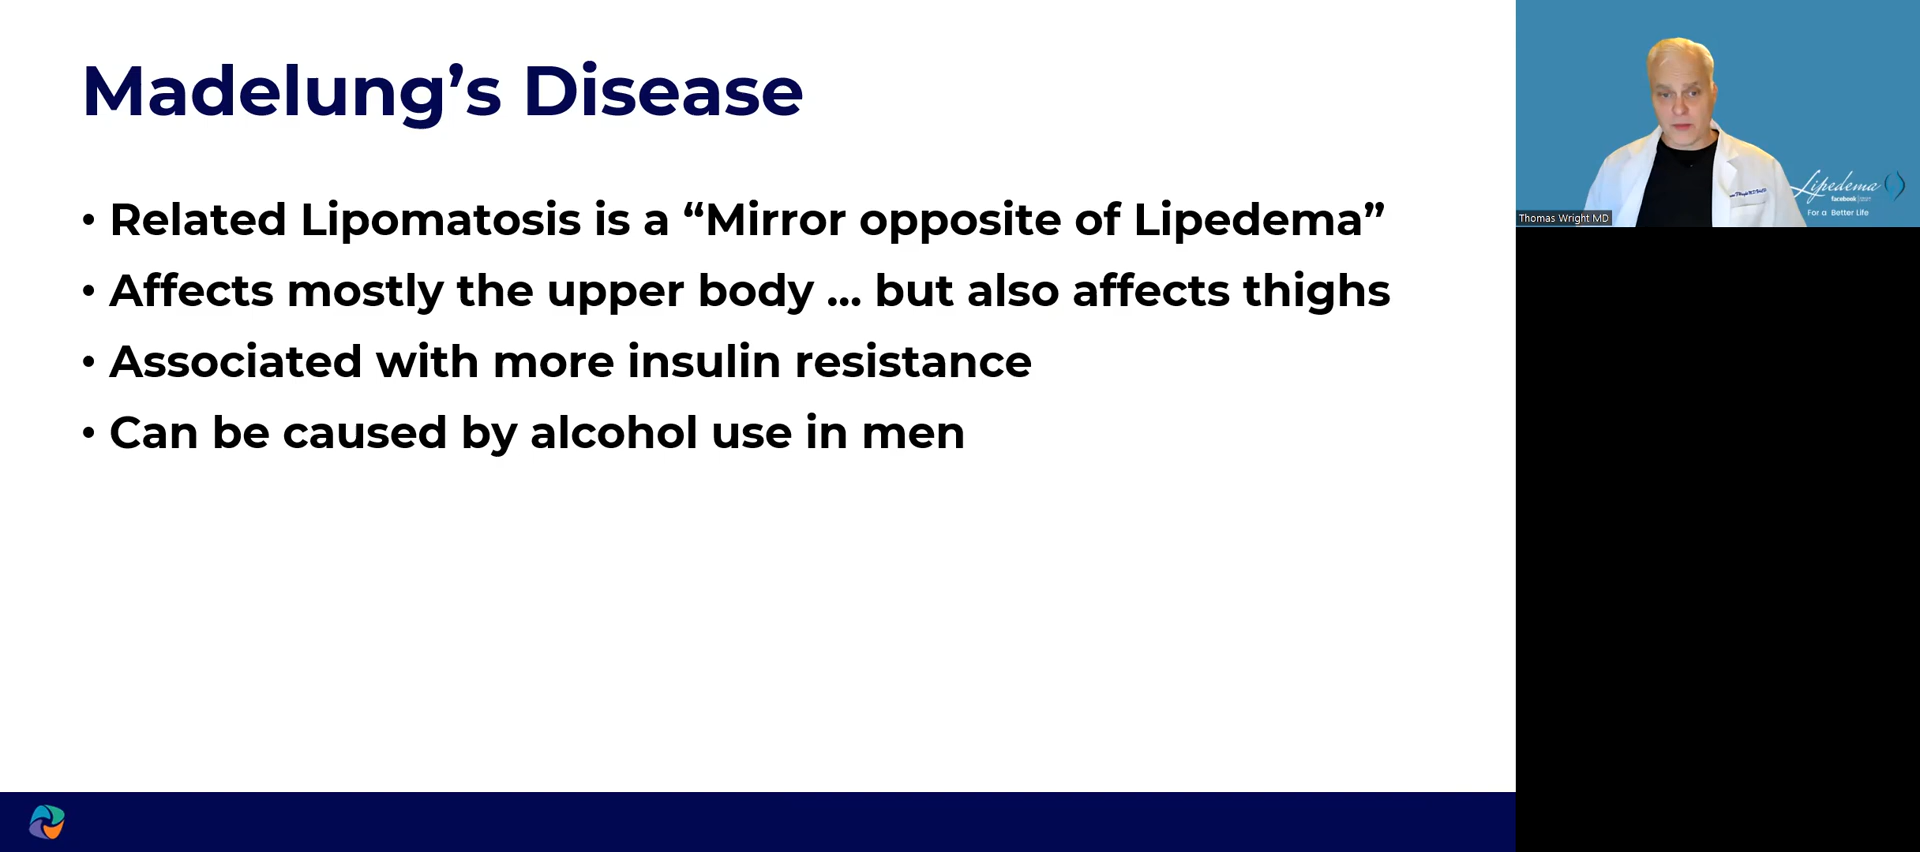 Madelung’s Disease
• Related Lipomatosis is a “Mirror opposite of Lipedema”
• Affects mostly the upper body ... but also affects thighs
• Associated with more insulin resistance
• Can be caused by alcohol use in men
Lipedema
facebook
For a Better Life
Thomas Wright MD